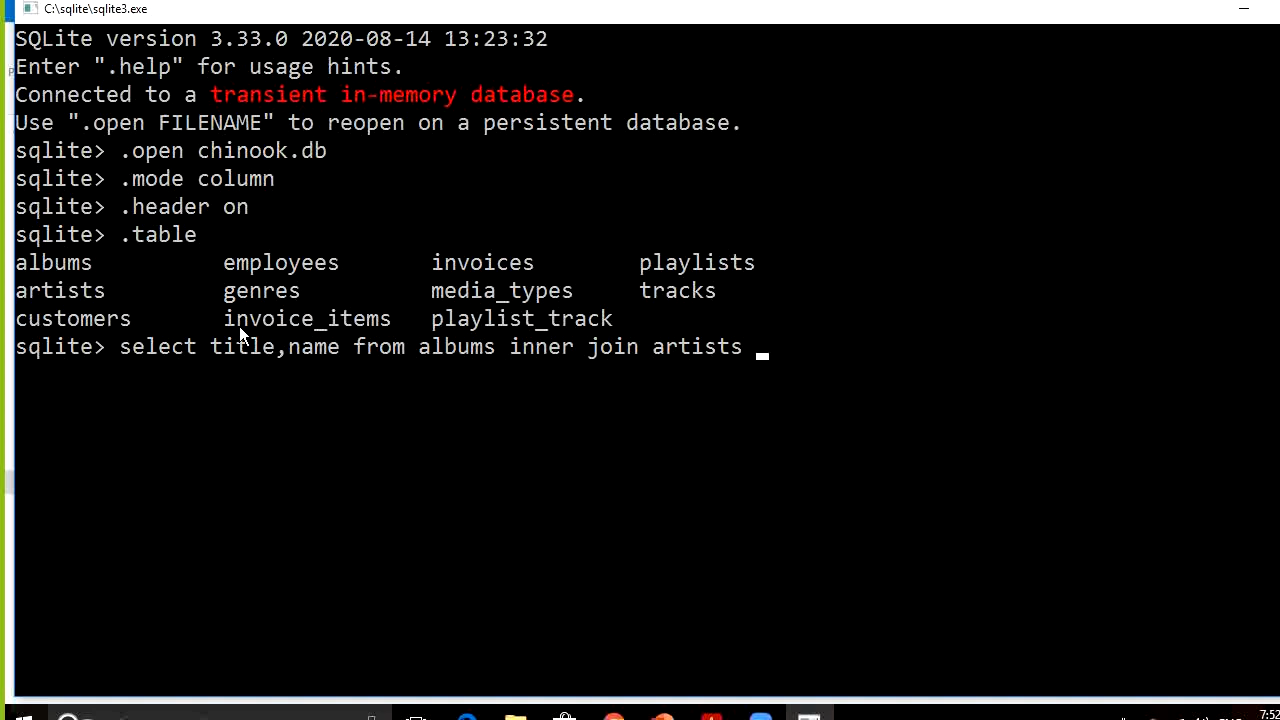 C:\sqlite\sqlite3.exe
SQLite version 3.33.0 2020-08-14 13:23:32
Enter ".help" for usage hints.
Connected to a transient in-memory database.
Use ".open FILENAME" to reopen on a persistent database.
sqlite> .open chinook.db
sqlite> .mode column
sqlite> .header on
sqlite> .table
albums employees invoices playlists
artists genres media_types tracks
customers invoice_items playlist_track
sqlite> select title,name from albums inner join artists